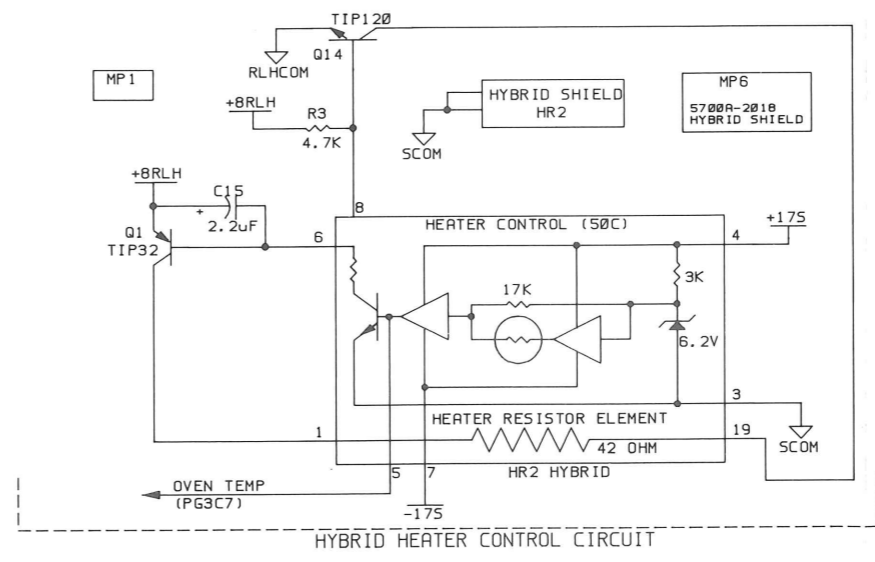 TIP120
Q14
RLHCOM
MP1
+8RLH
R3
4.7K
HYBRID SHIELD
HR2
SCOM
MP6
5700A-2018
HYBRID SHIELD
+8RLH
C15
+
2.2uF
Q1
TIP32
8
6
HEATER CONTROL (50C)
4
+17S
3K
17K
6.2V
3
SCOM
HEATER RESISTOR ELEMENT
1
42 OHM
19
5
7
HR2 HYBRID
OVEN TEMP
(PG3C7)
-17S
HYBRID HEATER CONTROL CIRCUIT